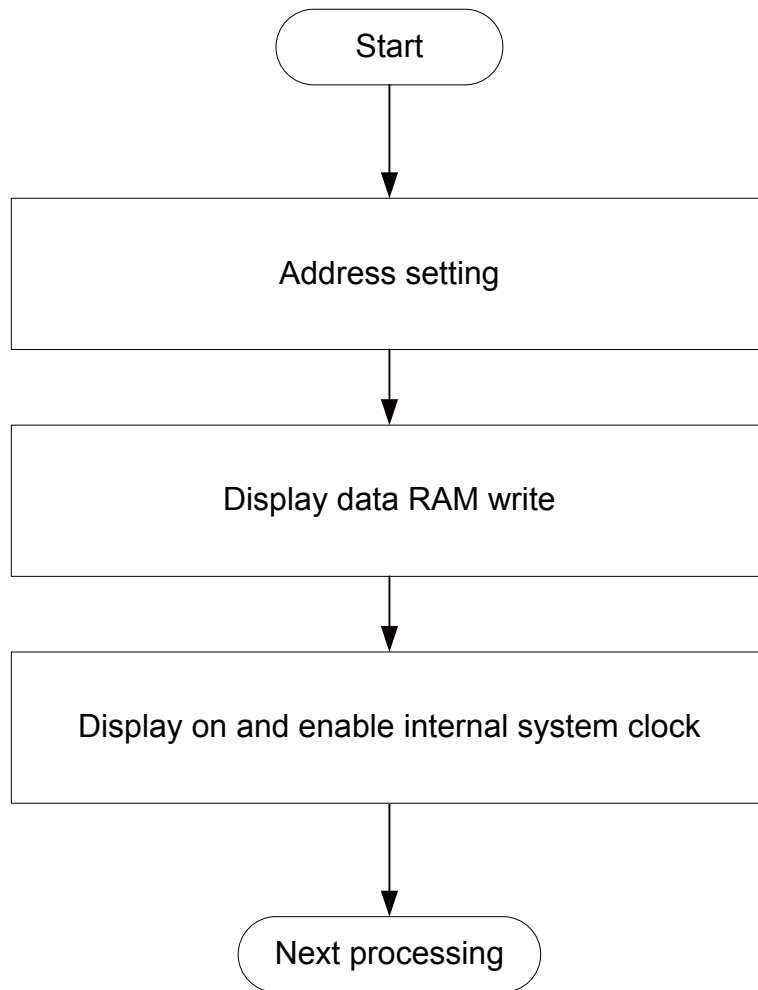 Start
Address setting
Display data RAM write
Display on and enable internal system clock
Next processing